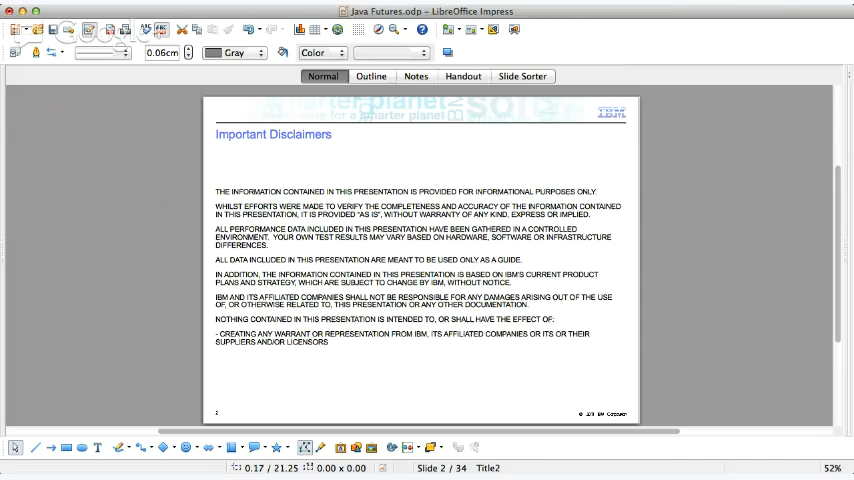 Java Futures.odp - LibreOffice Impress
Google
0.06cm
Gray
Color
Normal
Outline
Notes
Handout
Slide Sorter
smarter planet
for a smarter planet
IBM
Important Disclaimers
THE INFORMATION CONTAINED IN THIS PRESENTATION IS PROVIDED FOR INFORMATIONAL PURPOSES ONLY.
WHILST EFFORTS WERE MADE TO VERIFY THE COMPLETENESS AND ACCURACY OF THE INFORMATION CONTAINED
IN THIS PRESENTATION, IT IS PROVIDED "AS IS", WITHOUT WARRANTY OF ANY KIND, EXPRESS OR IMPLIED.
ALL PERFORMANCE DATA INCLUDED IN THIS PRESENTATION HAVE BEEN GATHERED IN A CONTROLLED
ENVIRONMENT. YOUR OWN TEST RESULTS MAY VARY BASED ON HARDWARE, SOFTWARE OR INFRASTRUCTURE
DIFFERENCES.
ALL DATA INCLUDED IN THIS PRESENTATION ARE MEANT TO BE USED ONLY AS A GUIDE.
IN ADDITION, THE INFORMATION CONTAINED IN THIS PRESENTATION IS BASED ON IBM'S CURRENT PRODUCT
PLANS AND STRATEGY, WHICH ARE SUBJECT TO CHANGE BY IBM, WITHOUT NOTICE.
IBM AND ITS AFFILIATED COMPANIES SHALL NOT BE RESPONSIBLE FOR ANY DAMAGES ARISING OUT OF THE USE
OF, OR OTHERWISE RELATED TO, THIS PRESENTATION OR ANY OTHER DOCUMENTATION.
NOTHING CONTAINED IN THIS PRESENTATION IS INTENDED TO, OR SHALL HAVE THE EFFECT OF:
- CREATING ANY WARRANT OR REPRESENTATION FROM IBM, ITS AFFILIATED COMPANIES OR ITS OR THEIR
SUPPLIERS AND/OR LICENSORS
2
© IBM Corporation
0.17 / 21.25
0.00 x 0.00
Slide 2 / 34
Title2
52%